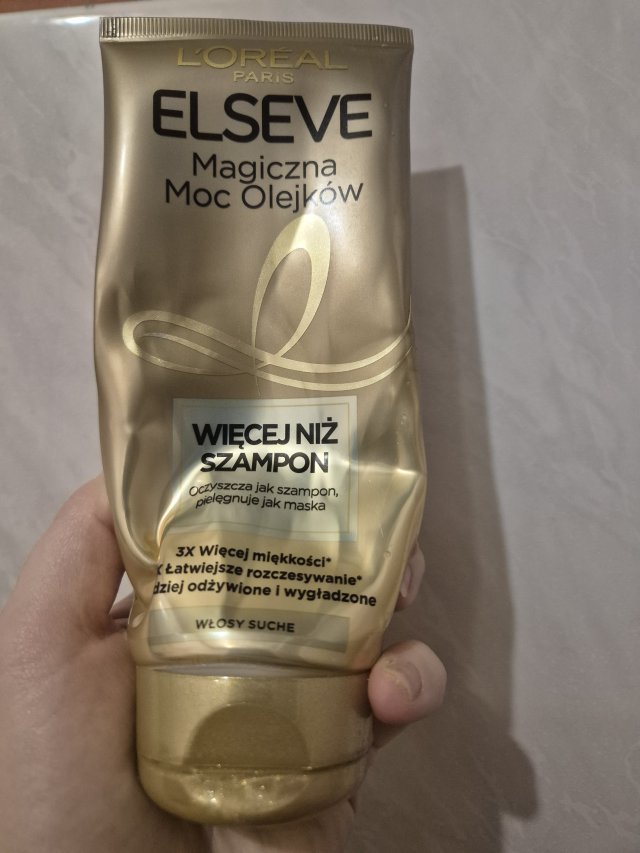 L'ORÉAL
PARIS
ELSEVE
Magiczna
Moc Olejków
WIĘCEJ NIŻ
SZAMPON
Oczyszcza jak szampon,
pielęgnuje jak maska
3X Więcej miękkości*
Łatwiejsze rozczesywanie*
odżywione i wygładzone
WŁOSY SUCHE